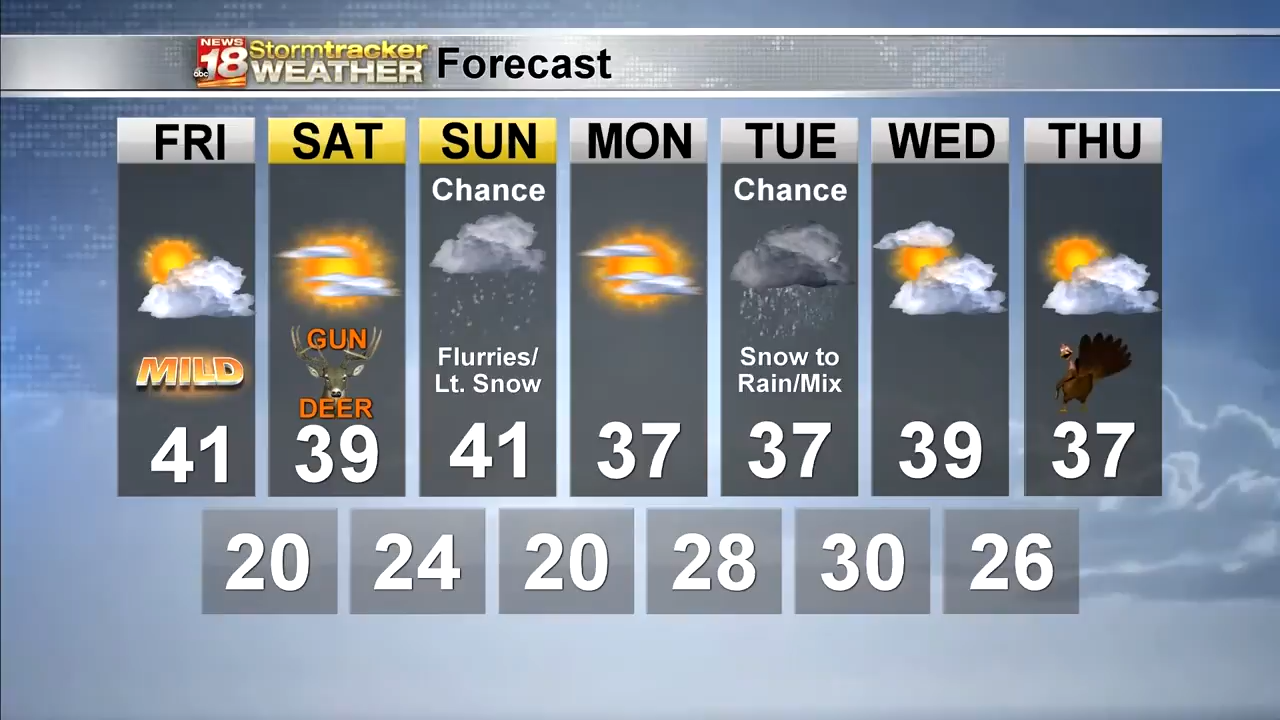 NEWS
abc 18
Stormtracker
WEATHER
Forecast
FRI SAT SUN MON TUE WED THU
Chance Chance
GUN
MILD
DEER
Flurries/
Lt. Snow
Snow to
Rain/Mix
41 39 41 37 37 39 37
20 24 20 28 30 26